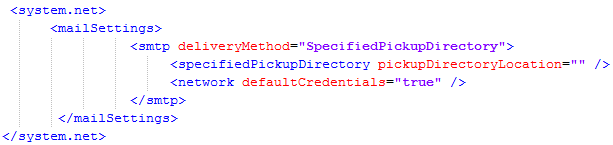 <system.net>
<mailSettings>
<smtp deliveryMethod="SpecifiedPickupDirectory">
<specifiedPickupDirectory pickupDirectoryLocation="" />
<network defaultCredentials="true" />
</smtp>
</mailSettings>
</system.net>